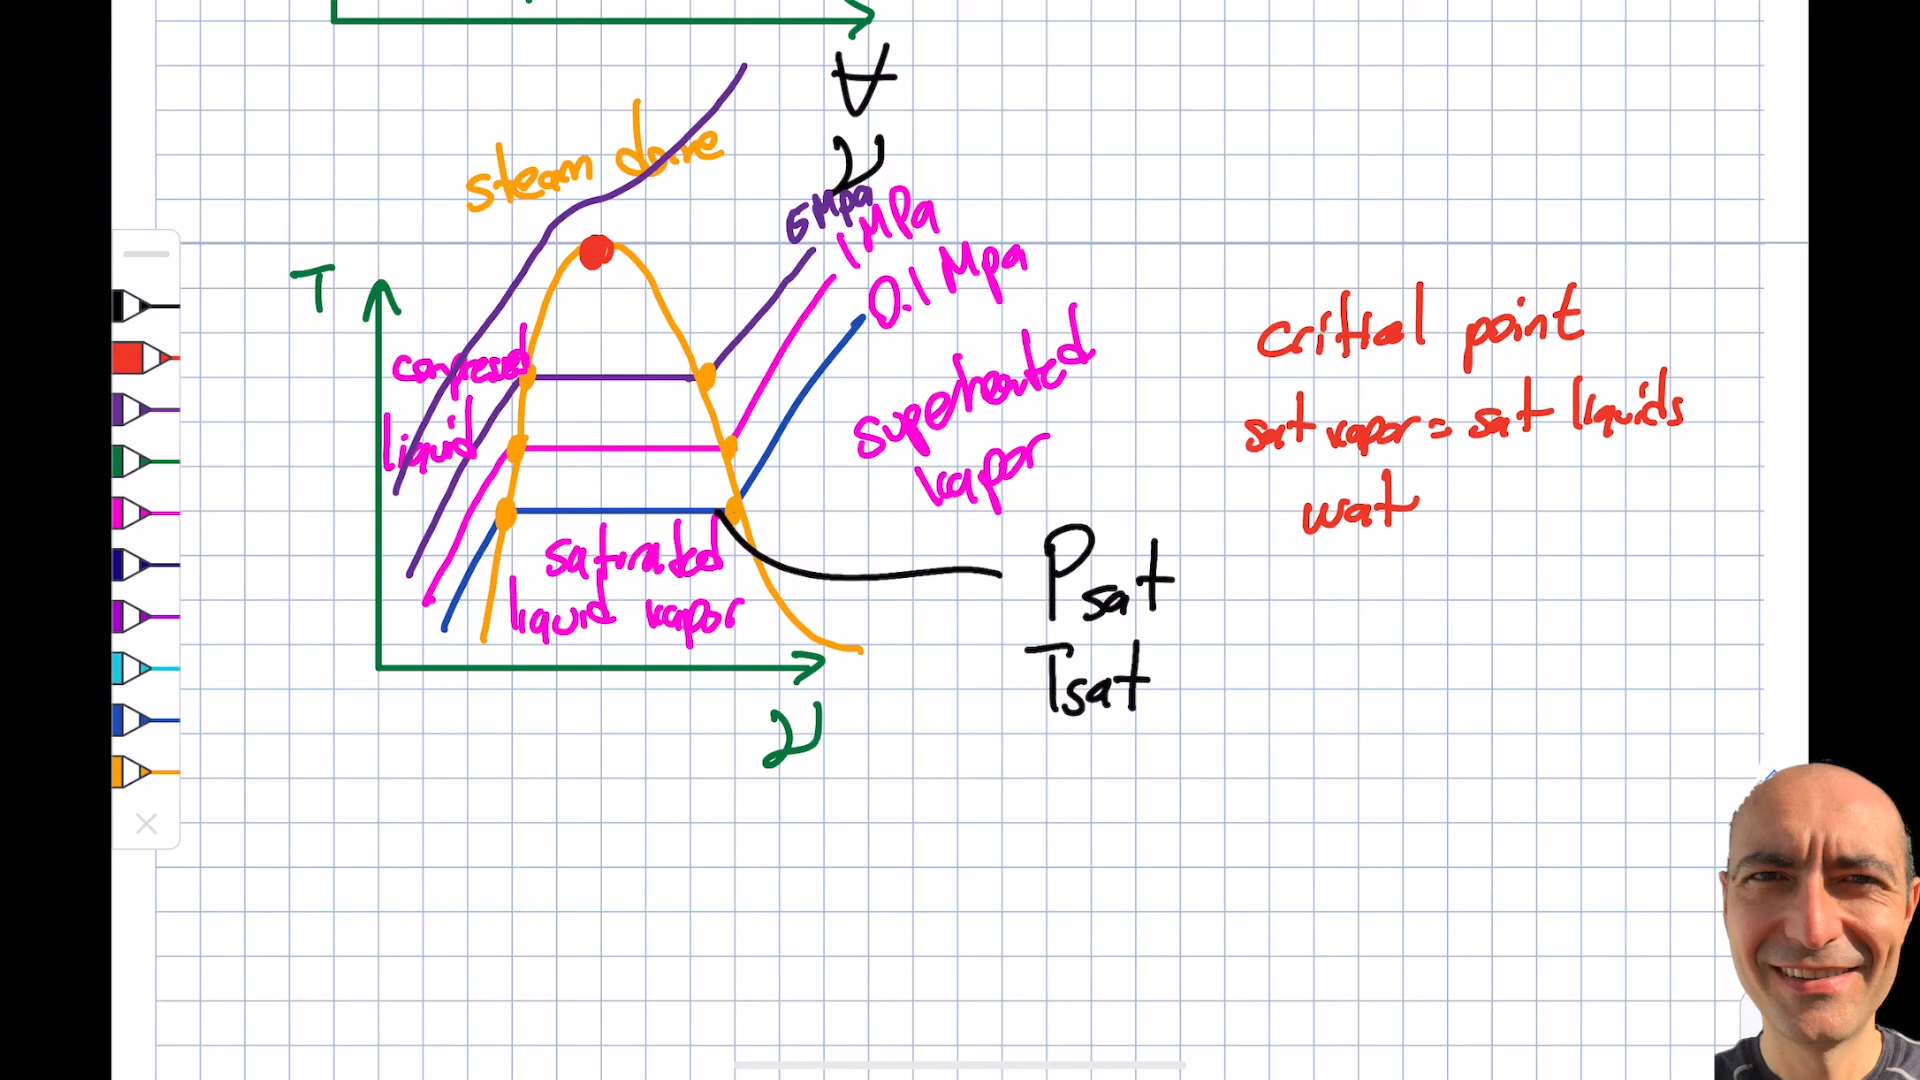 steam dome
5 Mpa
1 MPa
0.1 Mpa
T
compressed
liquid
superheated
vapor
saturated
liquid vapor
Psat
Tsat
critical point
sat vapor = sat liquids
wat